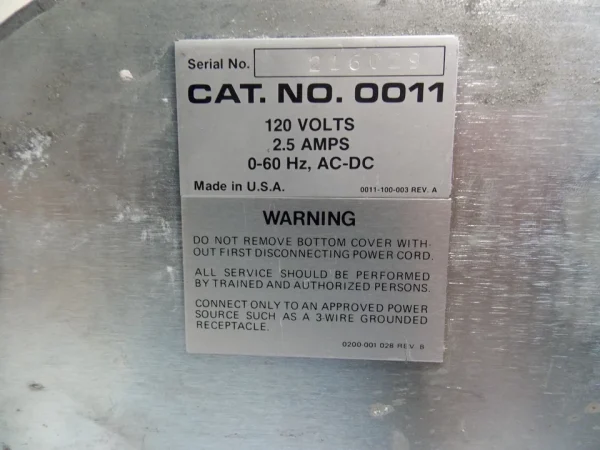 Serial No. 216029
CAT. NO. 0011
120 VOLTS
2.5 AMPS
0-60 Hz, AC-DC
Made in U.S.A. 0011-100-003 REV. A
WARNING
DO NOT REMOVE BOTTOM COVER WITH-
OUT FIRST DISCONNECTING POWER CORD.
ALL SERVICE SHOULD BE PERFORMED
BY TRAINED AND AUTHORIZED PERSONS.
CONNECT ONLY TO AN APPROVED POWER
SOURCE SUCH AS A 3-WIRE GROUNDED
RECEPTACLE.
0200-001 028 REV. B